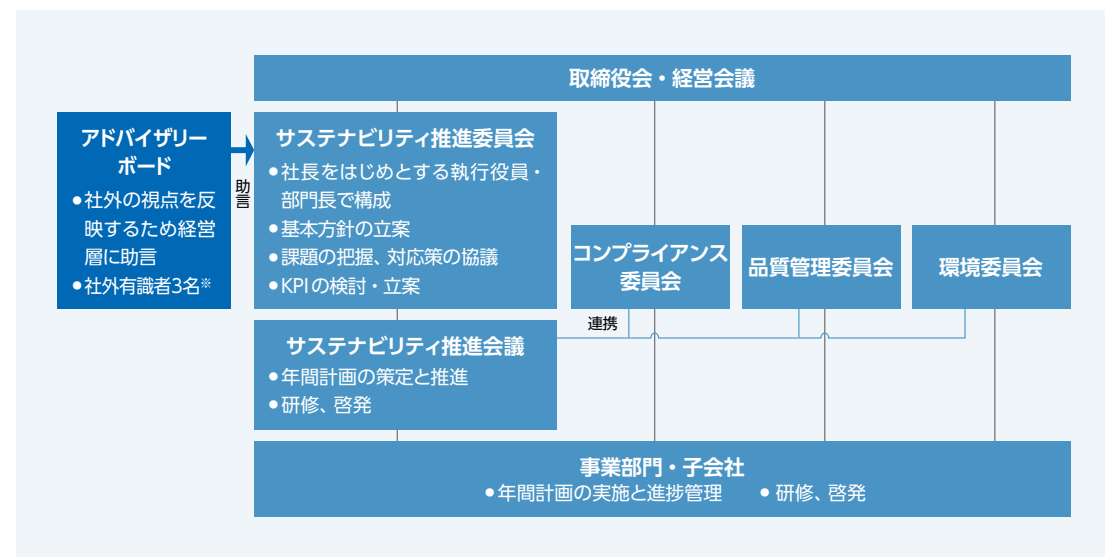 取締役会・経営会議
アドバイザリー
ボード
●社外の視点を反
映するため経営
層に助言
●社外有識者3名※
助言
サステナビリティ推進委員会
●社長をはじめとする執行役員・
部門長で構成
●基本方針の立案
●課題の把握、対応策の協議
●KPIの検討・立案
コンプライアンス
委員会
品質管理委員会
環境委員会
連携
サステナビリティ推進会議
●年間計画の策定と推進
●研修、啓発
事業部門・子会社
●年間計画の実施と進捗管理 ●研修、啓発